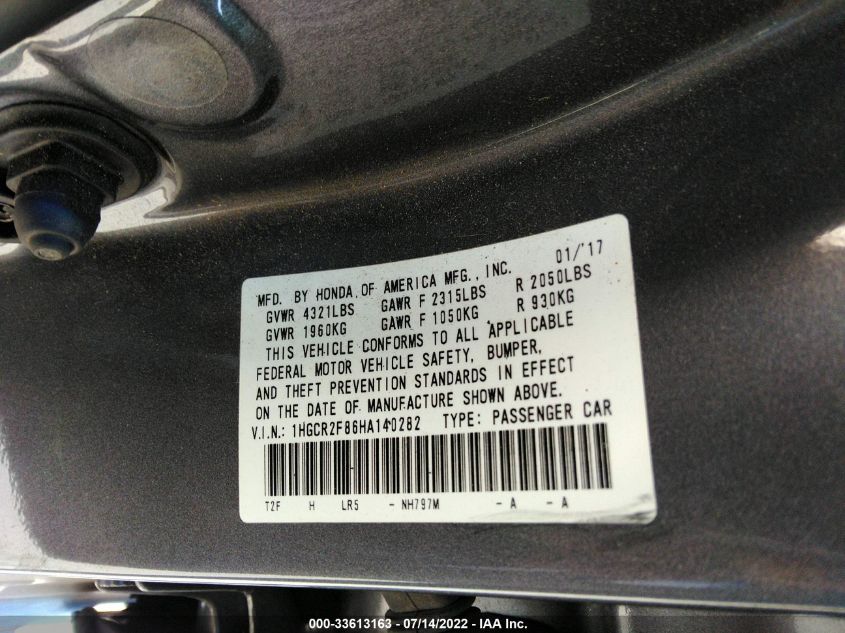 MFD. BY HONDA OF AMERICA MFG., INC. 01/'17
GVWR 4321LBS GAWR F 2315LBS R 2050LBS
GVWR 1960KG GAWR F 1050KG R 930KG
THIS VEHICLE CONFORMS TO ALL APPLICABLE
FEDERAL MOTOR VEHICLE SAFETY, BUMPER,
AND THEFT PREVENTION STANDARDS IN EFFECT
ON THE DATE OF MANUFACTURE SHOWN ABOVE.
V.I.N.: 1HGCR2F86HA140282 TYPE: PASSENGER CAR
T2F H LR5 - NH797M - A - A
000-33613163 - 07/14/2022 - IAA Inc.